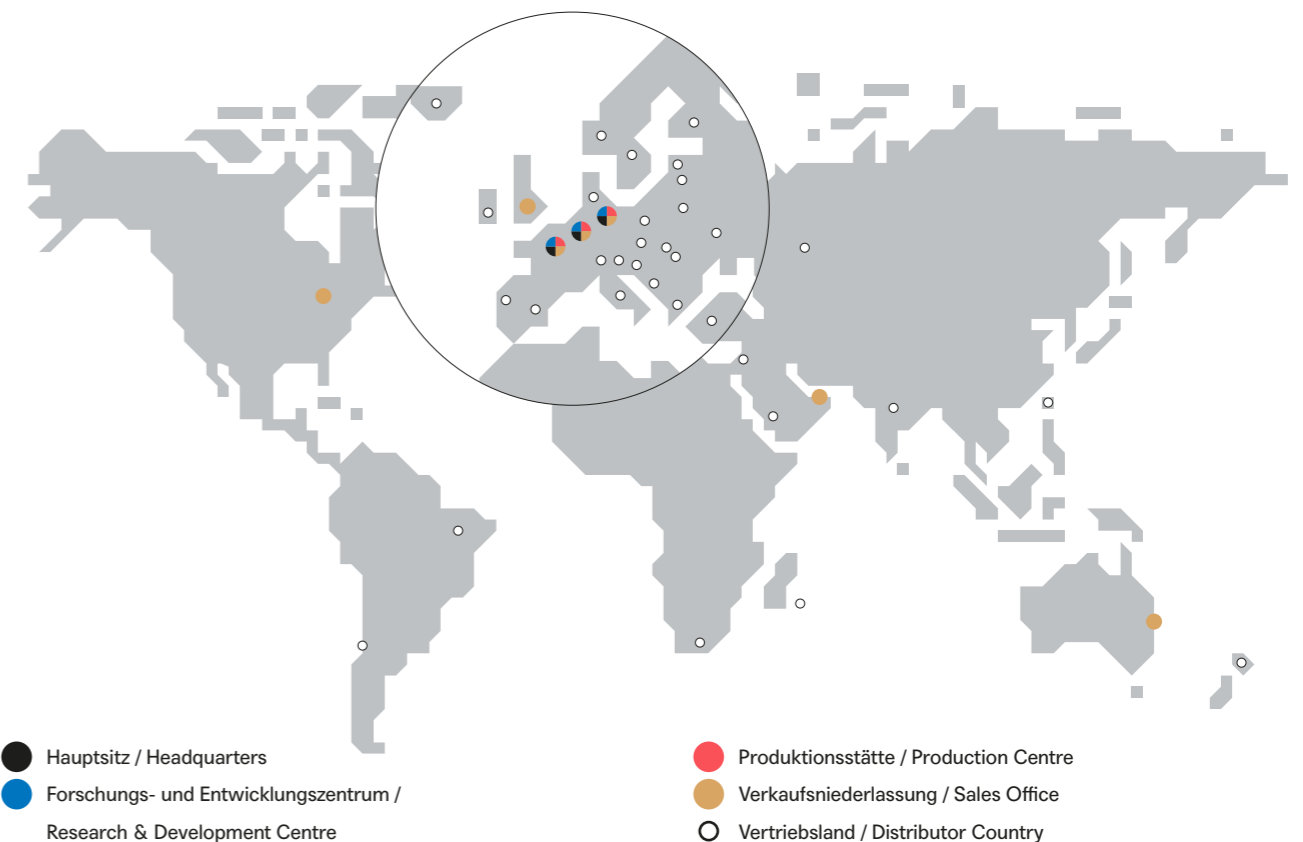 Hauptsitz / Headquarters
Forschungs- und Entwicklungszentrum /
Research & Development Centre
Produktionsstätte / Production Centre
Verkaufsniederlassung / Sales Office
Vertriebsland / Distributor Country